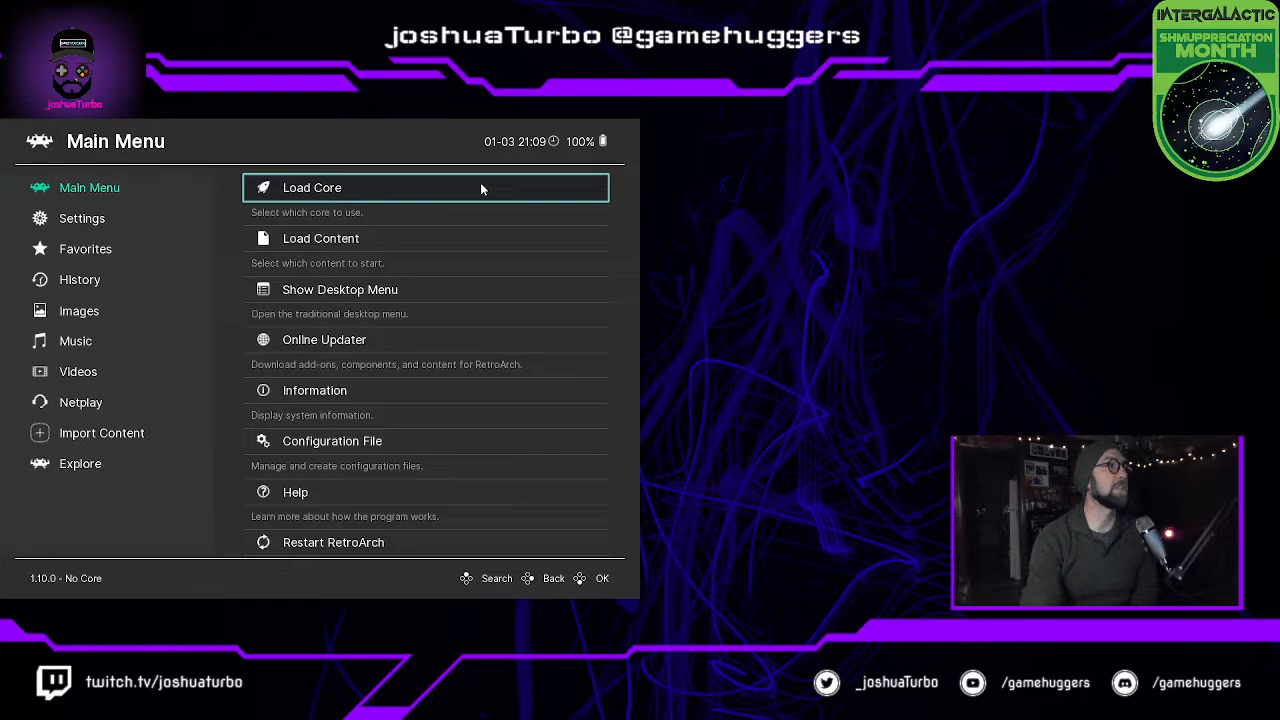 joshuaTurbo @gamehuggers
INTERGALACTIC
SHMUPPRECIATION
MONTH
_joshuaTurbo
Main Menu
01-03 21:09 100%
Main Menu
Settings
Favorites
History
Images
Music
Videos
Netplay
Import Content
Explore
Load Core
Select which core to use.
Load Content
Select which content to start.
Show Desktop Menu
Open the traditional desktop menu.
Online Updater
Download add-ons, components, and content for RetroArch.
Information
Display system information.
Configuration File
Manage and create configuration files.
Help
Learn more about how the program works.
Restart RetroArch
1.10.0 - No Core
Search Back OK
twitch.tv/joshuaturbo
_joshuaTurbo
/gamehuggers
/gamehuggers